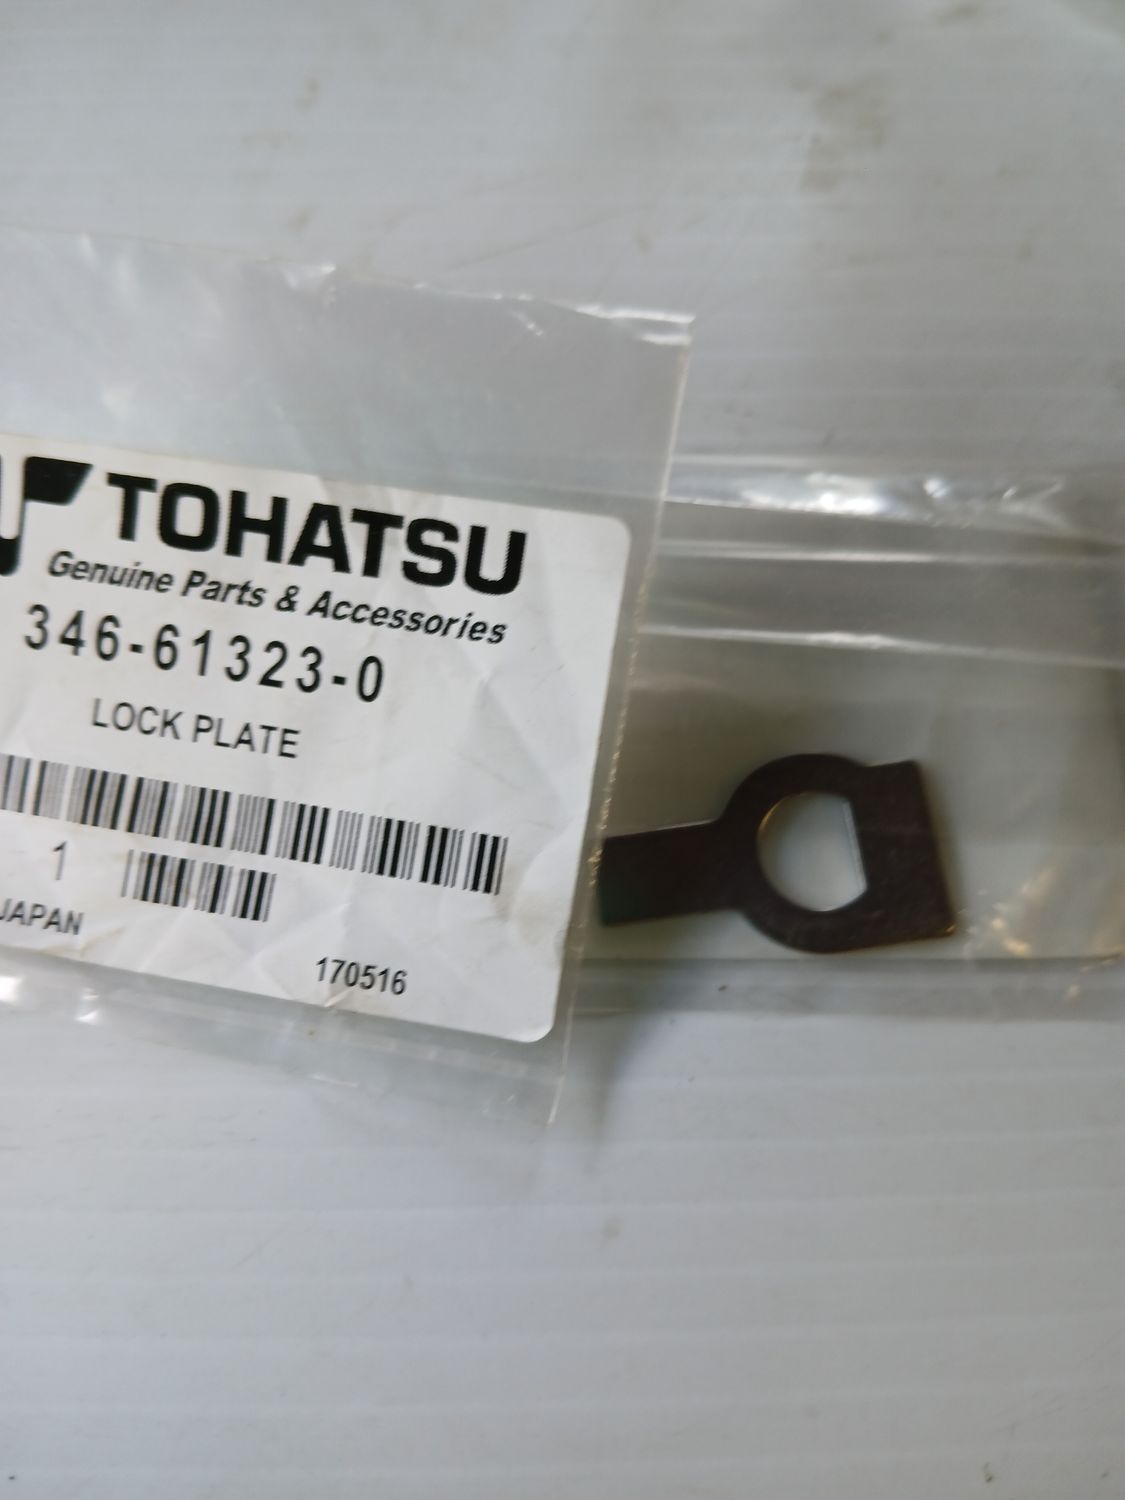 TOHATSU
Genuine Parts & Accessories
346-61323-0
LOCK PLATE
1
JAPAN
170516